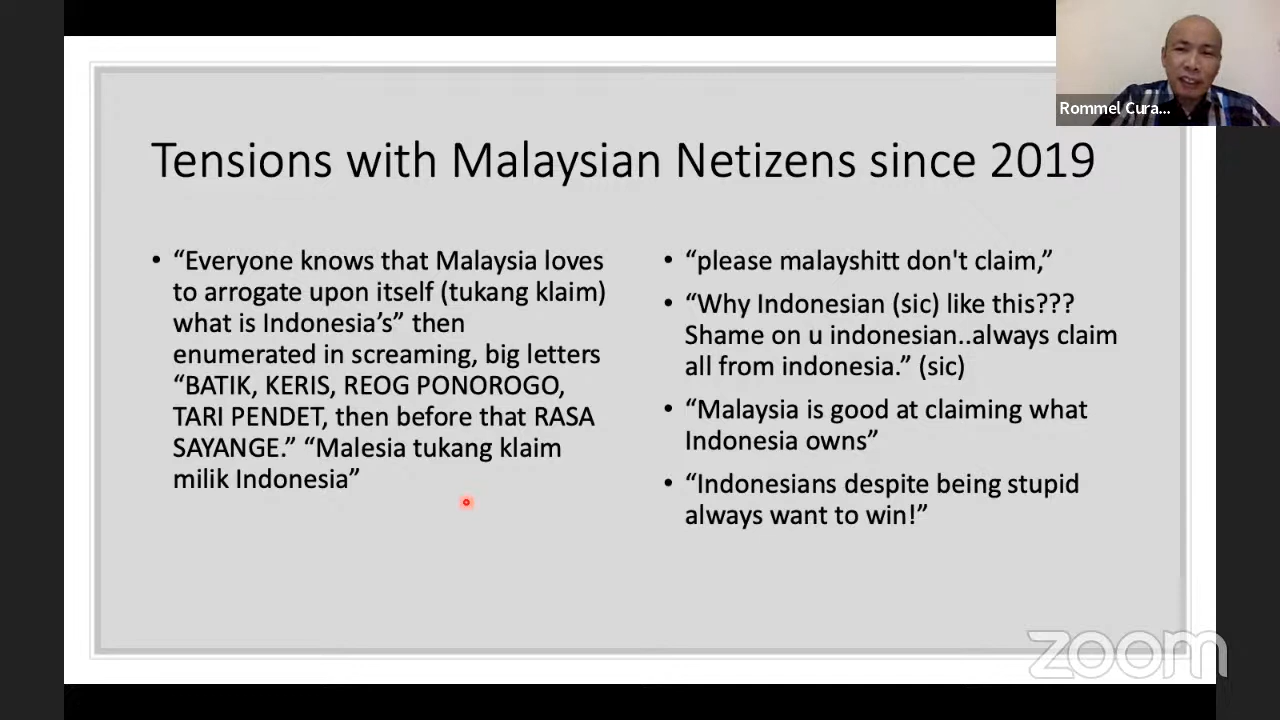 Rommel Cura...
Tensions with Malaysian Netizens since 2019
• “Everyone knows that Malaysia loves
to arrogate upon itself (tukang klaim)
what is Indonesia’s” then
enumerated in screaming, big letters
“BATIK, KERIS, REOG PONOROGO,
TARI PENDET, then before that RASA
SAYANGE.” “Malesia tukang klaim
milik Indonesia”
• “please malayshitt don't claim,”
• “Why Indonesian (sic) like this???
Shame on u indonesian..always claim
all from indonesia.” (sic)
• “Malaysia is good at claiming what
Indonesia owns”
• “Indonesians despite being stupid
always want to win!”
zoom